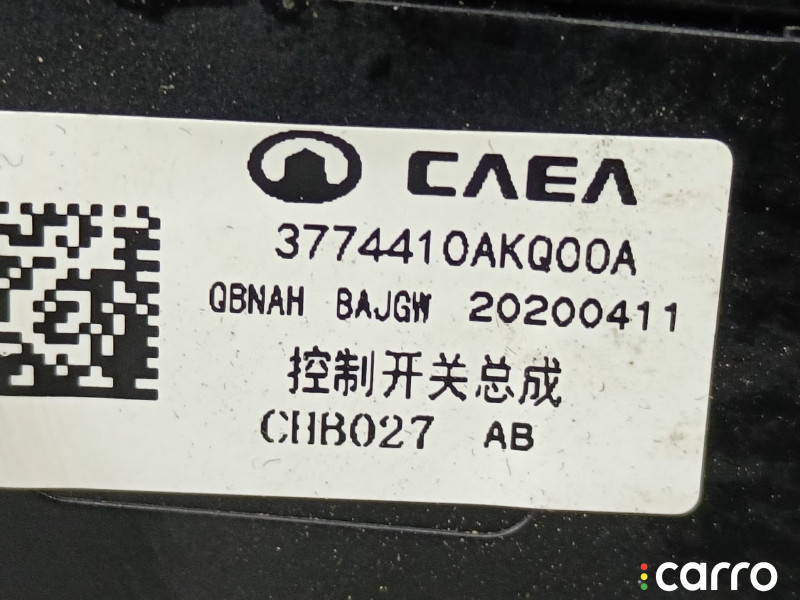 CAEA
3774410AKQ00A
QBNAH BAJGW 20200411
控制开关总成
CHB027 AB
carro